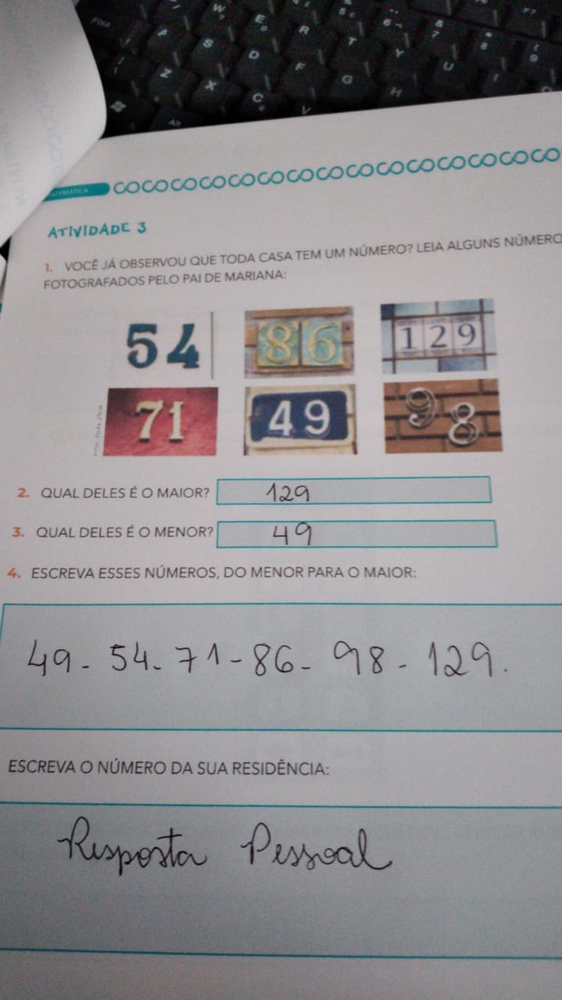 MATEMÁTICA
ATIVIDADE 3
1. VOCÊ JÁ OBSERVOU QUE TODA CASA TEM UM NÚMERO? LEIA ALGUNS NÚMERO
FOTOGRAFADOS PELO PAI DE MARIANA:
54 86 129
71 49 98
2. QUAL DELES É O MAIOR? 129
3. QUAL DELES É O MENOR? 49
4. ESCREVA ESSES NÚMEROS, DO MENOR PARA O MAIOR:
49 - 54 - 71 - 86 - 98 - 129.
ESCREVA O NÚMERO DA SUA RESIDÊNCIA:
Resposta Pessoal